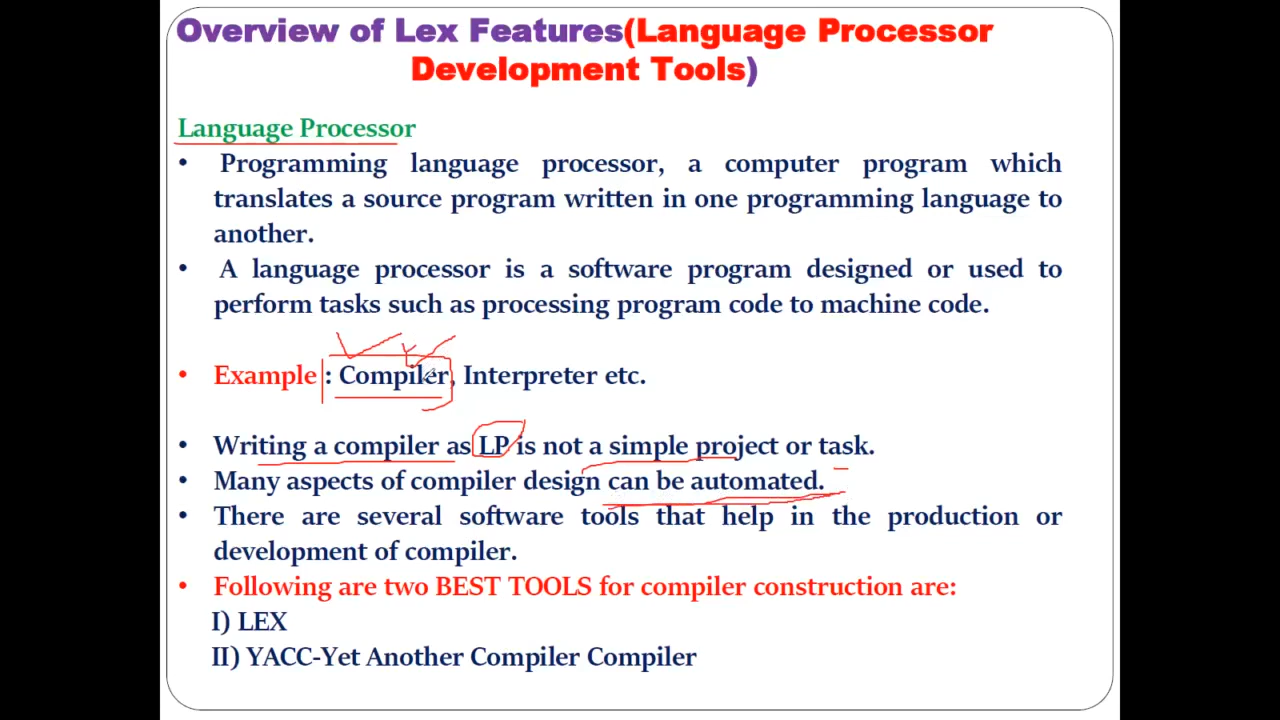 Overview of Lex Features(Language Processor
Development Tools)
Language Processor
• Programming language processor, a computer program which
translates a source program written in one programming language to
another.
• A language processor is a software program designed or used to
perform tasks such as processing program code to machine code.
• Example : Compiler, Interpreter etc.
• Writing a compiler as LP is not a simple project or task.
• Many aspects of compiler design can be automated.
• There are several software tools that help in the production or
development of compiler.
• Following are two BEST TOOLS for compiler construction are:
I) LEX
II) YACC-Yet Another Compiler Compiler